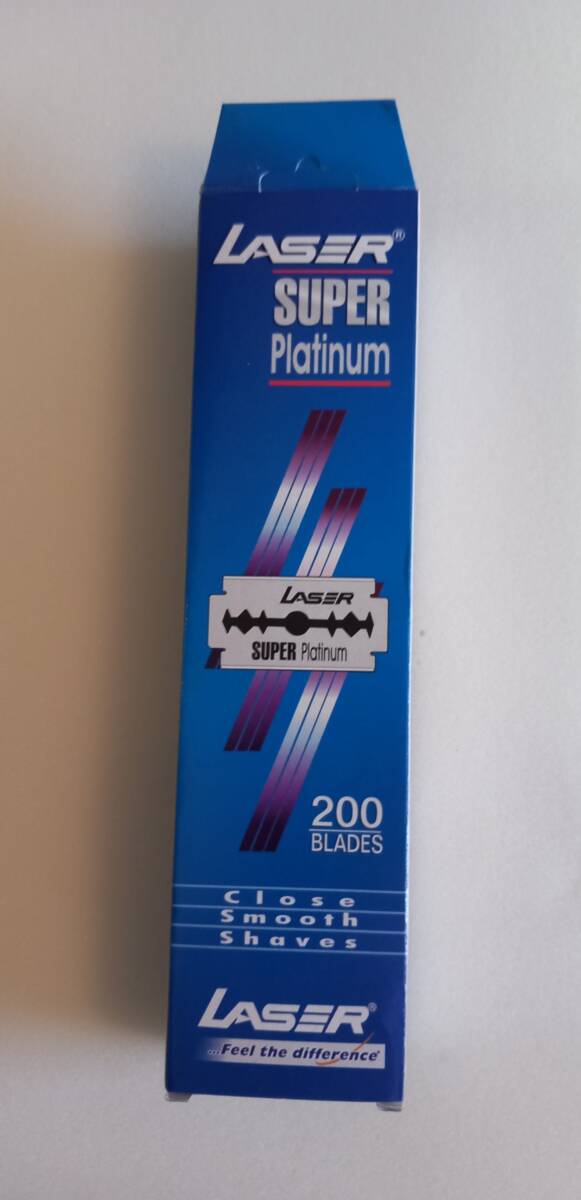 LASER®
SUPER
Platinum
LASER
SUPER Platinum
200
BLADES
Close
Smooth
Shaves
LASER®
...Feel the difference